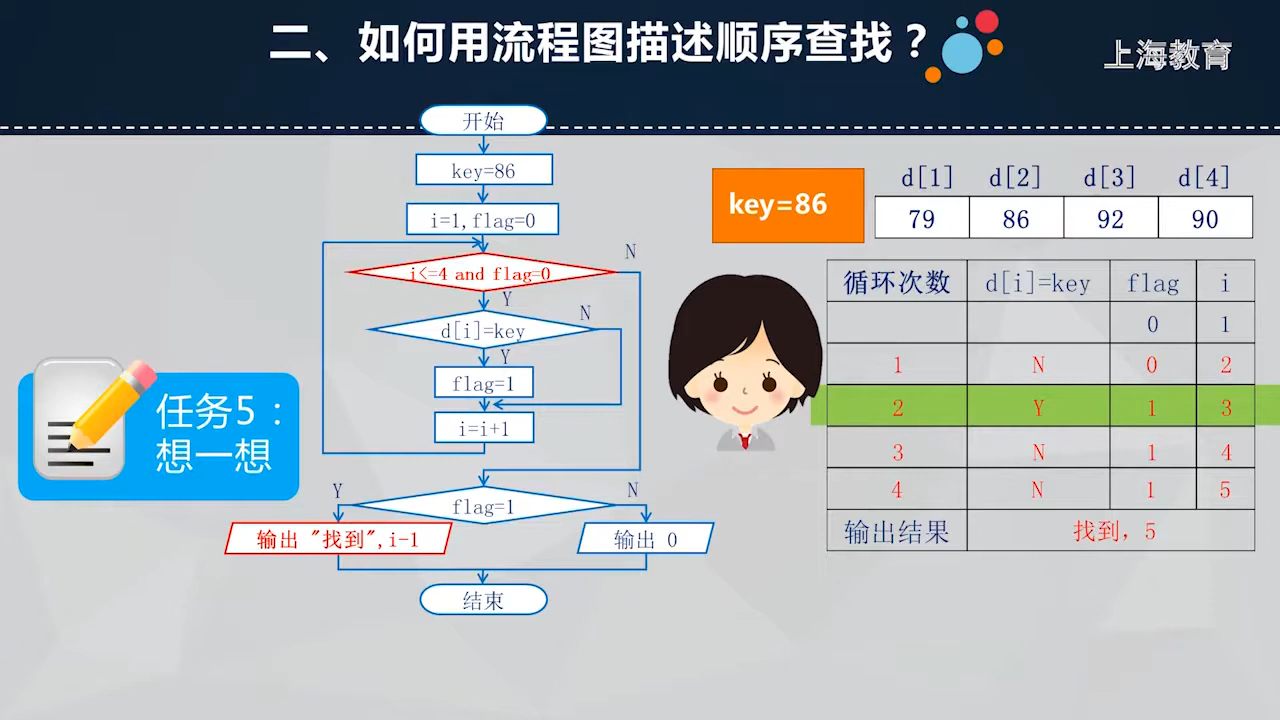 二、如何用流程图描述顺序查找？
上海教育
开始
key=86
i=1,flag=0
i<=4 and flag=0
N
Y
d[i]=key
N
Y
flag=1
i=i+1
flag=1
Y
N
输出 "找到",i-1
输出 0
结束
任务5：
想一想
key=86
d[1] d[2] d[3] d[4]
79 86 92 90
循环次数 d[i]=key flag i
0 1
1 N 0 2
2 Y 1 3
3 N 1 4
4 N 1 5
输出结果 找到，5